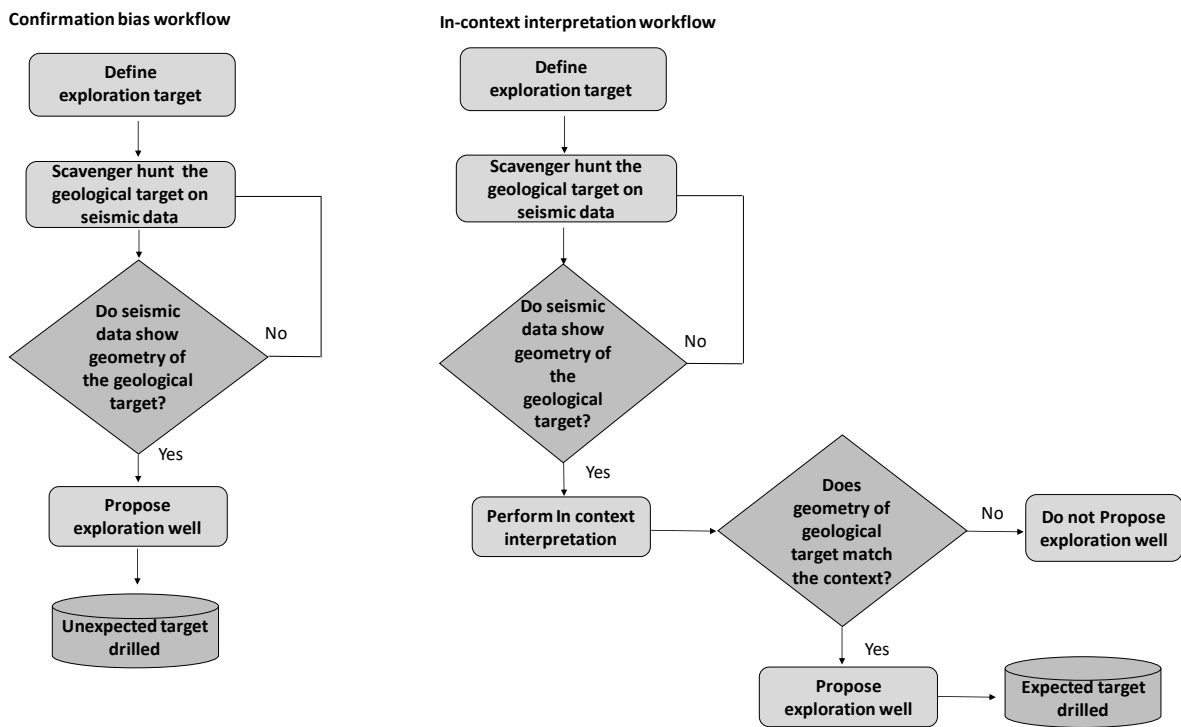 Confirmation bias workflow
Define
exploration target
Scavenger hunt the
geological target on
seismic data
Do seismic
data show
geometry of
the geological
target?
No
Yes
Propose
exploration well
Unexpected target
drilled
In-context interpretation workflow
Define
exploration target
Scavenger hunt the
geological target on
seismic data
Do seismic
data show
geometry of
the
geological
target?
No
Yes
Perform In context
interpretation
Does
geometry of
geological
target match
the context?
No
Do not Propose
exploration well
Yes
Propose
exploration well
Expected target
drilled